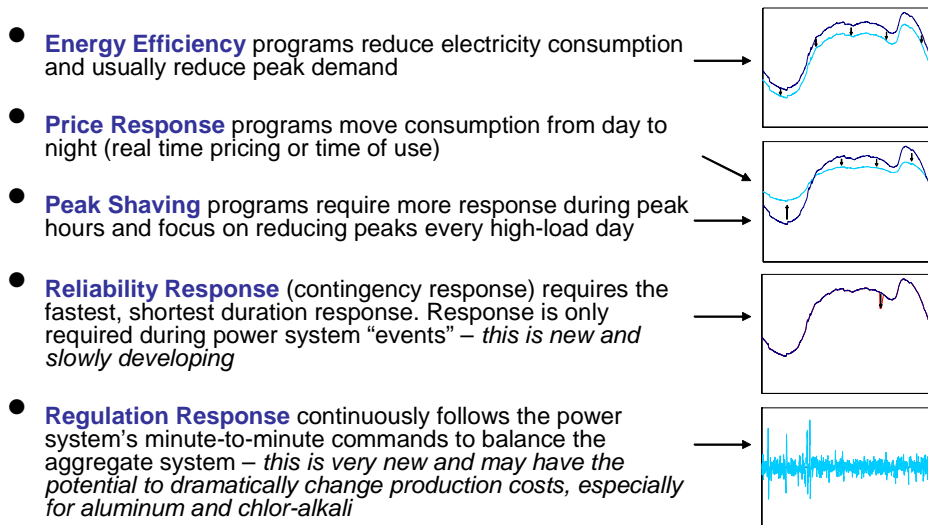 Energy Efficiency programs reduce electricity consumption
and usually reduce peak demand
Price Response programs move consumption from day to
night (real time pricing or time of use)
Peak Shaving programs require more response during peak
hours and focus on reducing peaks every high-load day
Reliability Response (contingency response) requires the
fastest, shortest duration response. Response is only
required during power system “events” – this is new and
slowly developing
Regulation Response continuously follows the power
system’s minute-to-minute commands to balance the
aggregate system – this is very new and may have the
potential to dramatically change production costs, especially
for aluminum and chlor-alkali